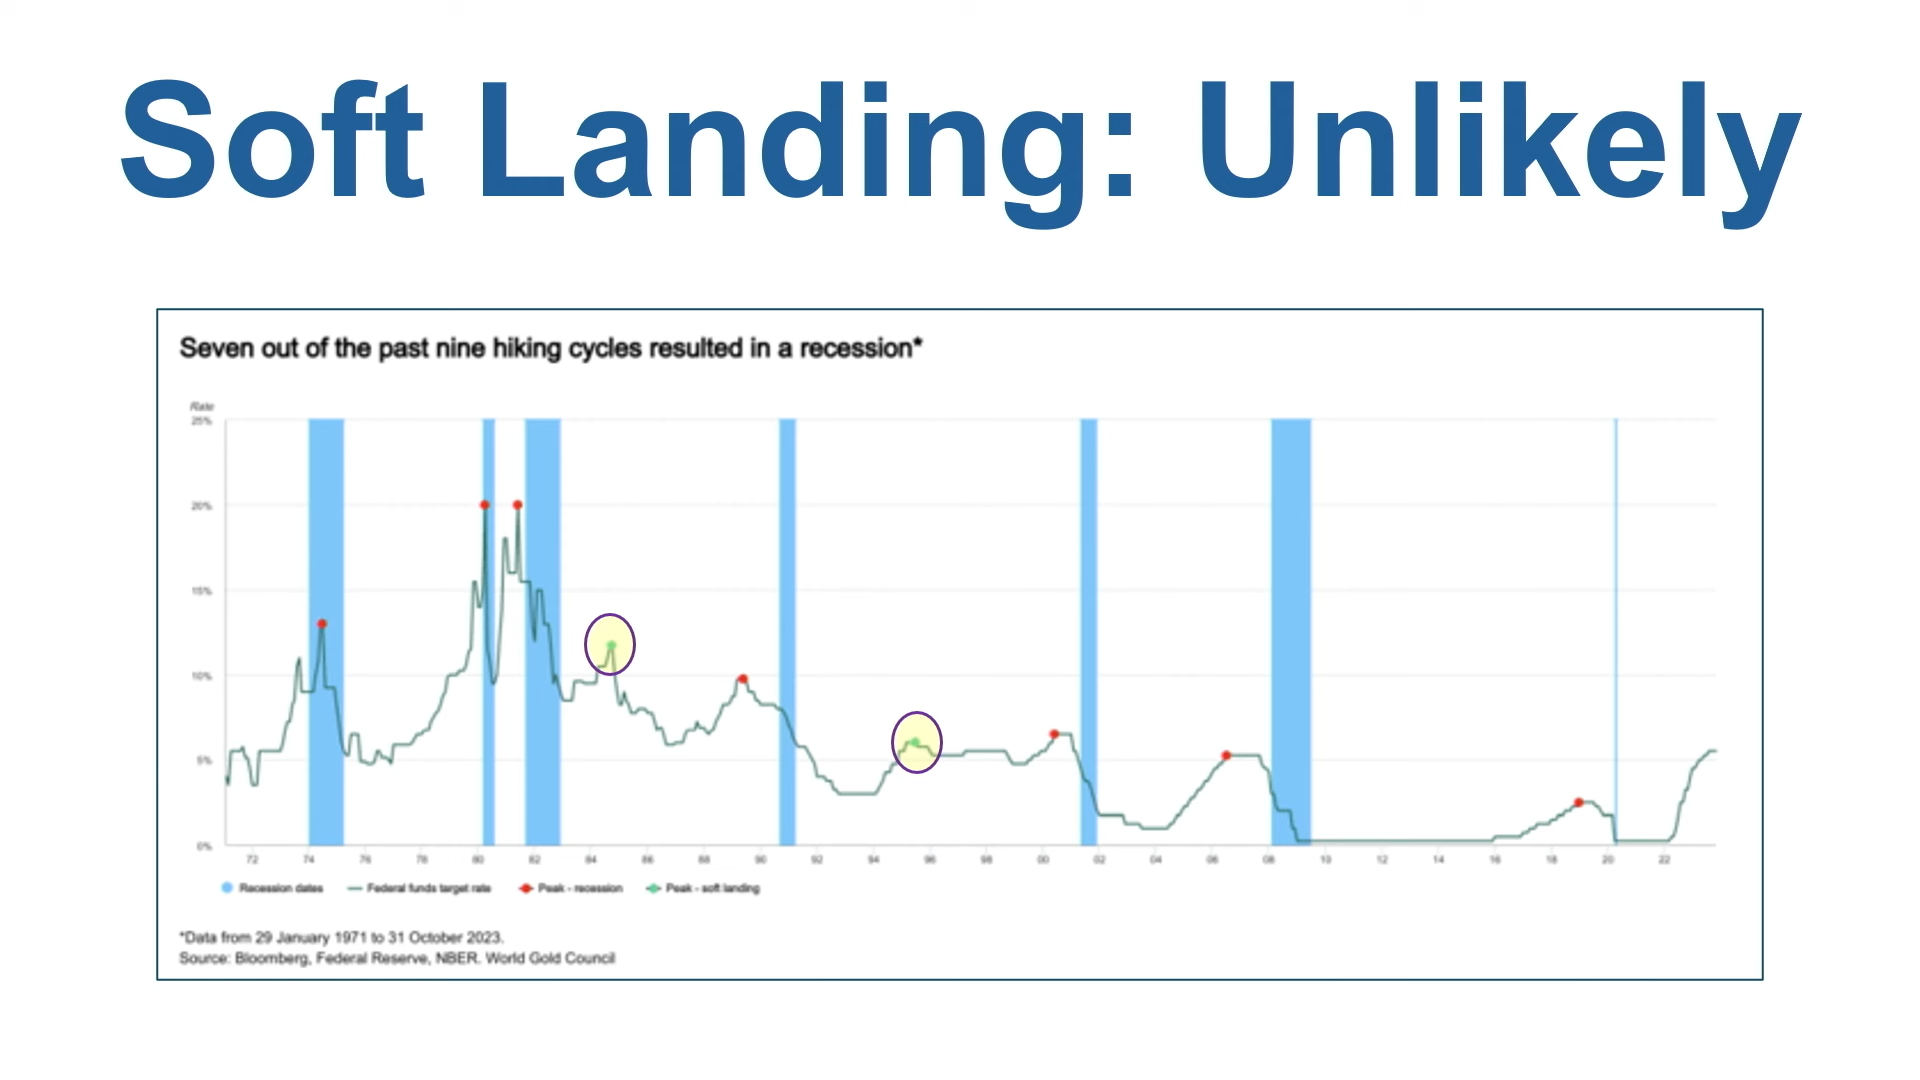 Soft Landing: Unlikely
Seven out of the past nine hiking cycles resulted in a recession*
Rate
25%
20%
15%
10%
5%
0%
72 74 76 78 80 82 84 86 88 90 92 94 96 98 00 02 04 06 08 10 12 14 16 18 20 22
Recession dates Federal funds target rate Peak - recession Peak - soft landing
*Data from 29 January 1971 to 31 October 2023.
Source: Bloomberg, Federal Reserve, NBER. World Gold Council